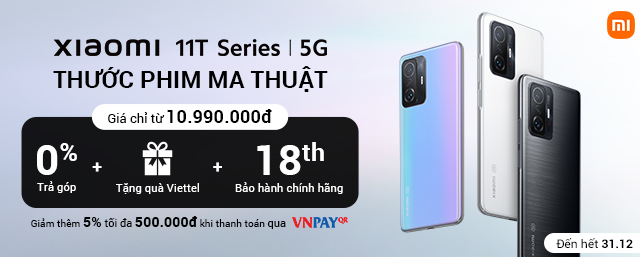 xiaomi 11T Series | 5G
THƯỚC PHIM MA THUẬT
Giá chỉ từ 10.990.000đ
0% + + 18th
Trả góp Tặng quà Viettel Bảo hành chính hãng
Giảm thêm 5% tối đa 500.000đ khi thanh toán qua VNPAYQR
Đến hết 31.12
mi